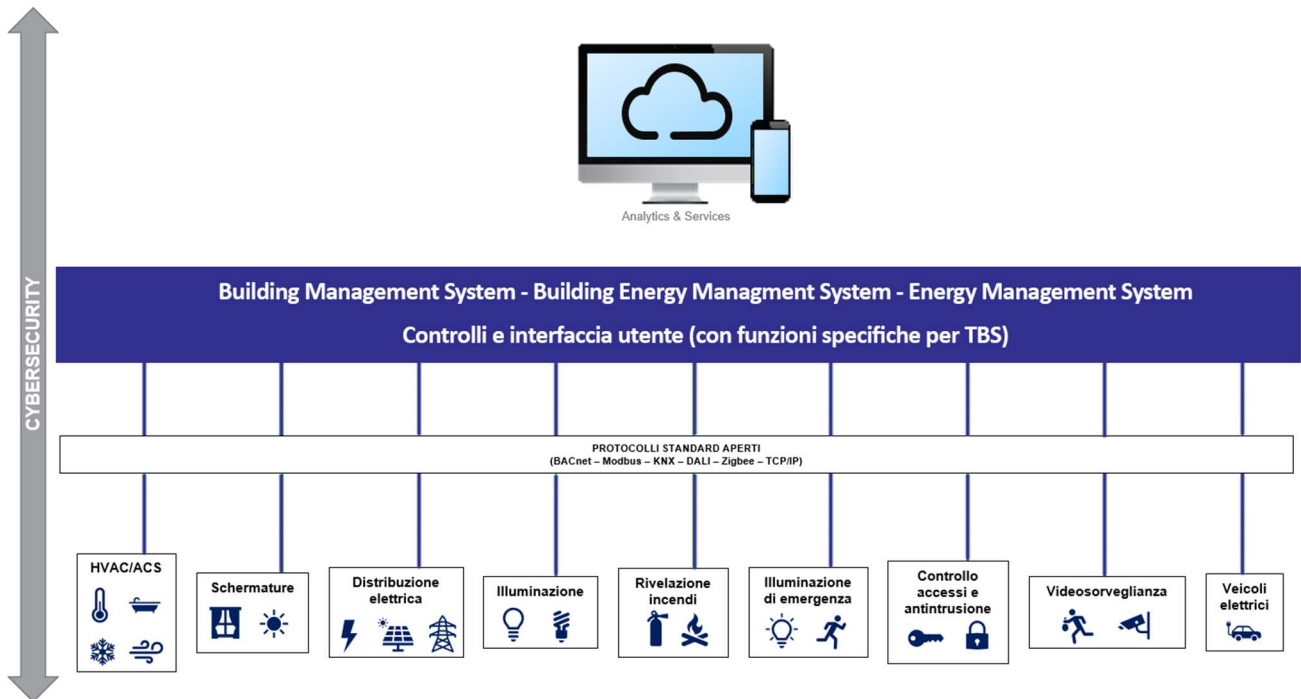 CYBERSECURITY
Analytics & Services
Building Management System - Building Energy Managment System - Energy Management System
Controlli e interfaccia utente (con funzioni specifiche per TBS)
PROTOCOLLI STANDARD APERTI
(BACnet – Modbus – KNX – DALI – Zigbee – TCP/IP)
HVAC/ACS
Schermature
Distribuzione
elettrica
Illuminazione
Rivelazione
incendi
Illuminazione
di emergenza
Controllo
accessi e
antintrusione
Videosorveglianza
Veicoli
elettrici